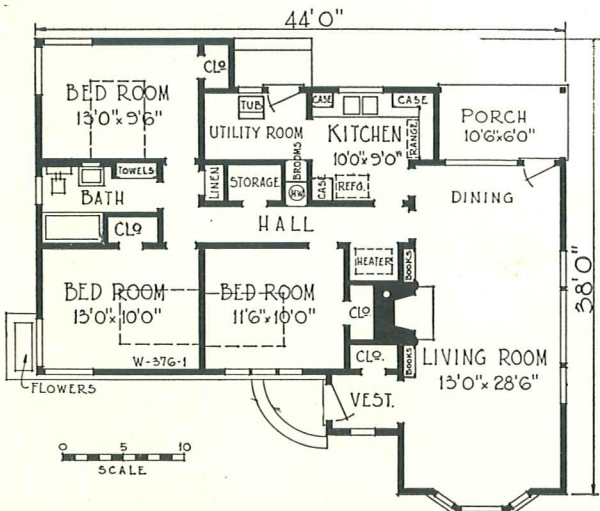 44'0"
CLO
BED ROOM
13'0"x 9'6"
TUB
UTILITY ROOM
CASE
CASE
KITCHEN
10'0"x 9'0"
RANGE
PORCH
10'6"x6'0"
BROOMS
TOWELS
BATH
LINEN
STORAGE
H.W.
CASE
REFG.
DINING
CLO
HALL
HEATER
BOOKS
38'0"
BED ROOM
13'0"x 10'0"
BED ROOM
11'6"x10'0"
CLO.
W-376-1
CLO.
BOOKS
LIVING ROOM
13'0"x 28'6"
FLOWERS
VEST.
0 5 10
SCALE